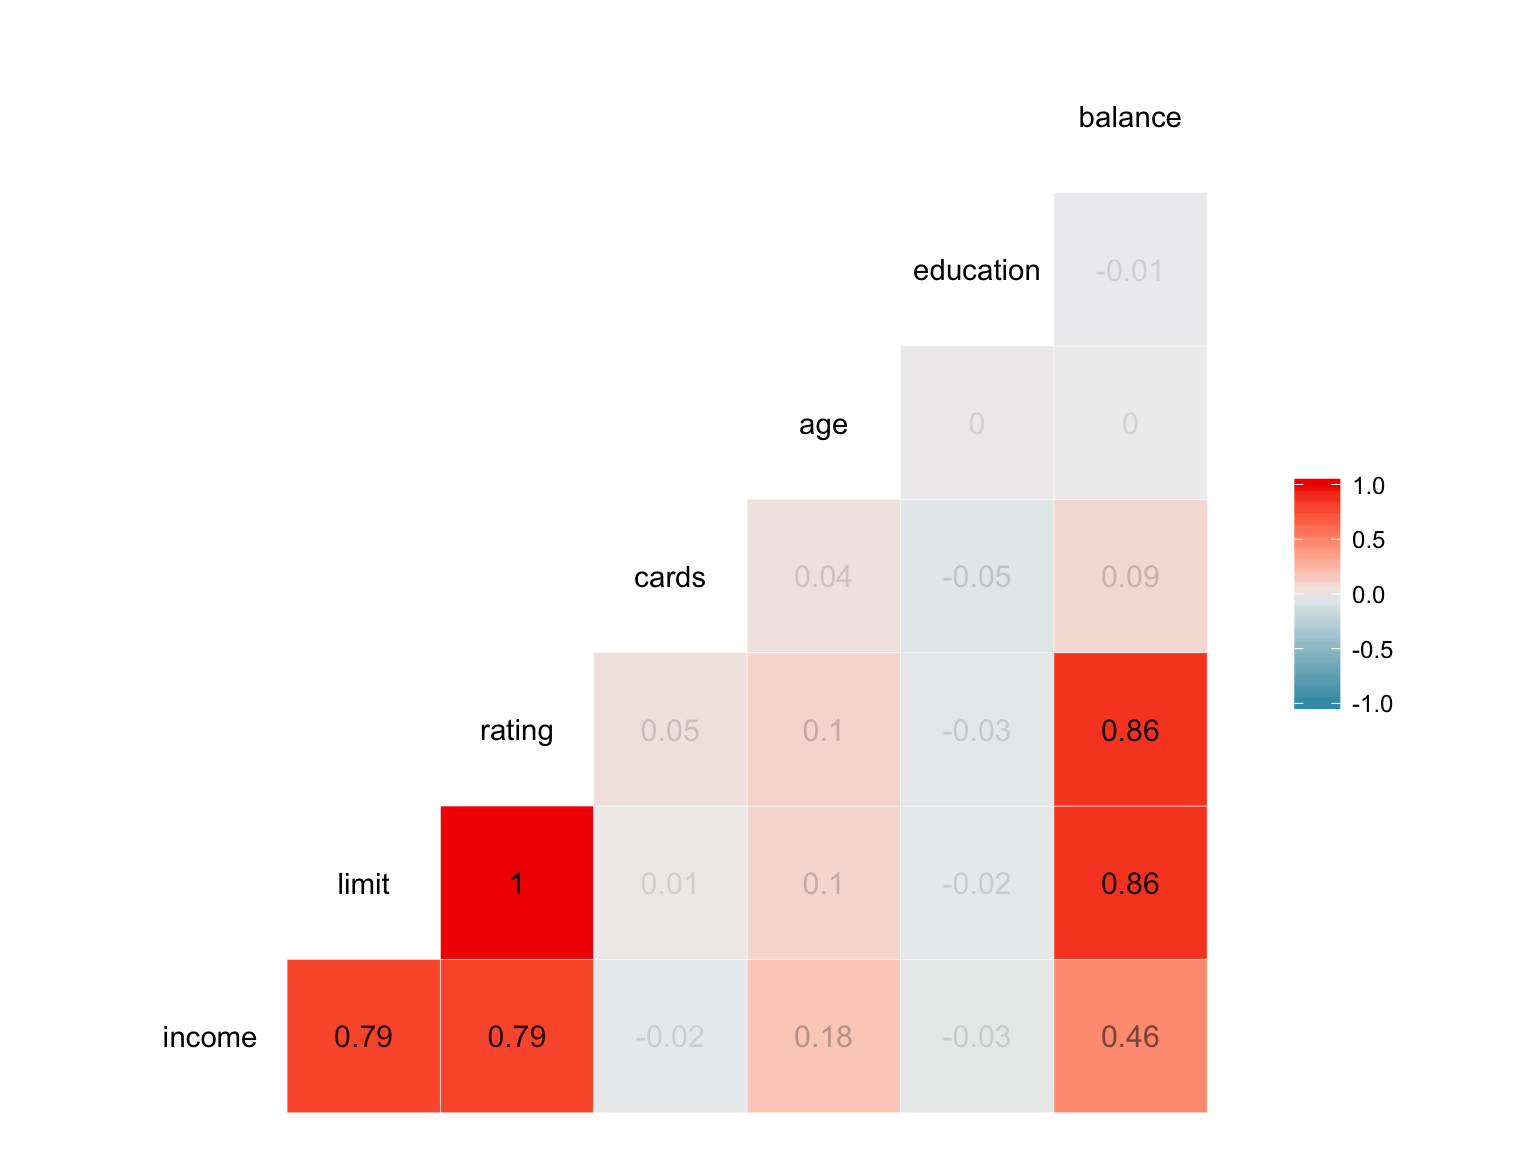 balance
education -0.01
age 0 0
cards 0.04 -0.05 0.09
rating 0.05 0.1 -0.03 0.86
limit 1 0.01 0.1 -0.02 0.86
income 0.79 0.79 -0.02 0.18 -0.03 0.46
1.0
0.5
0.0
-0.5
-1.0